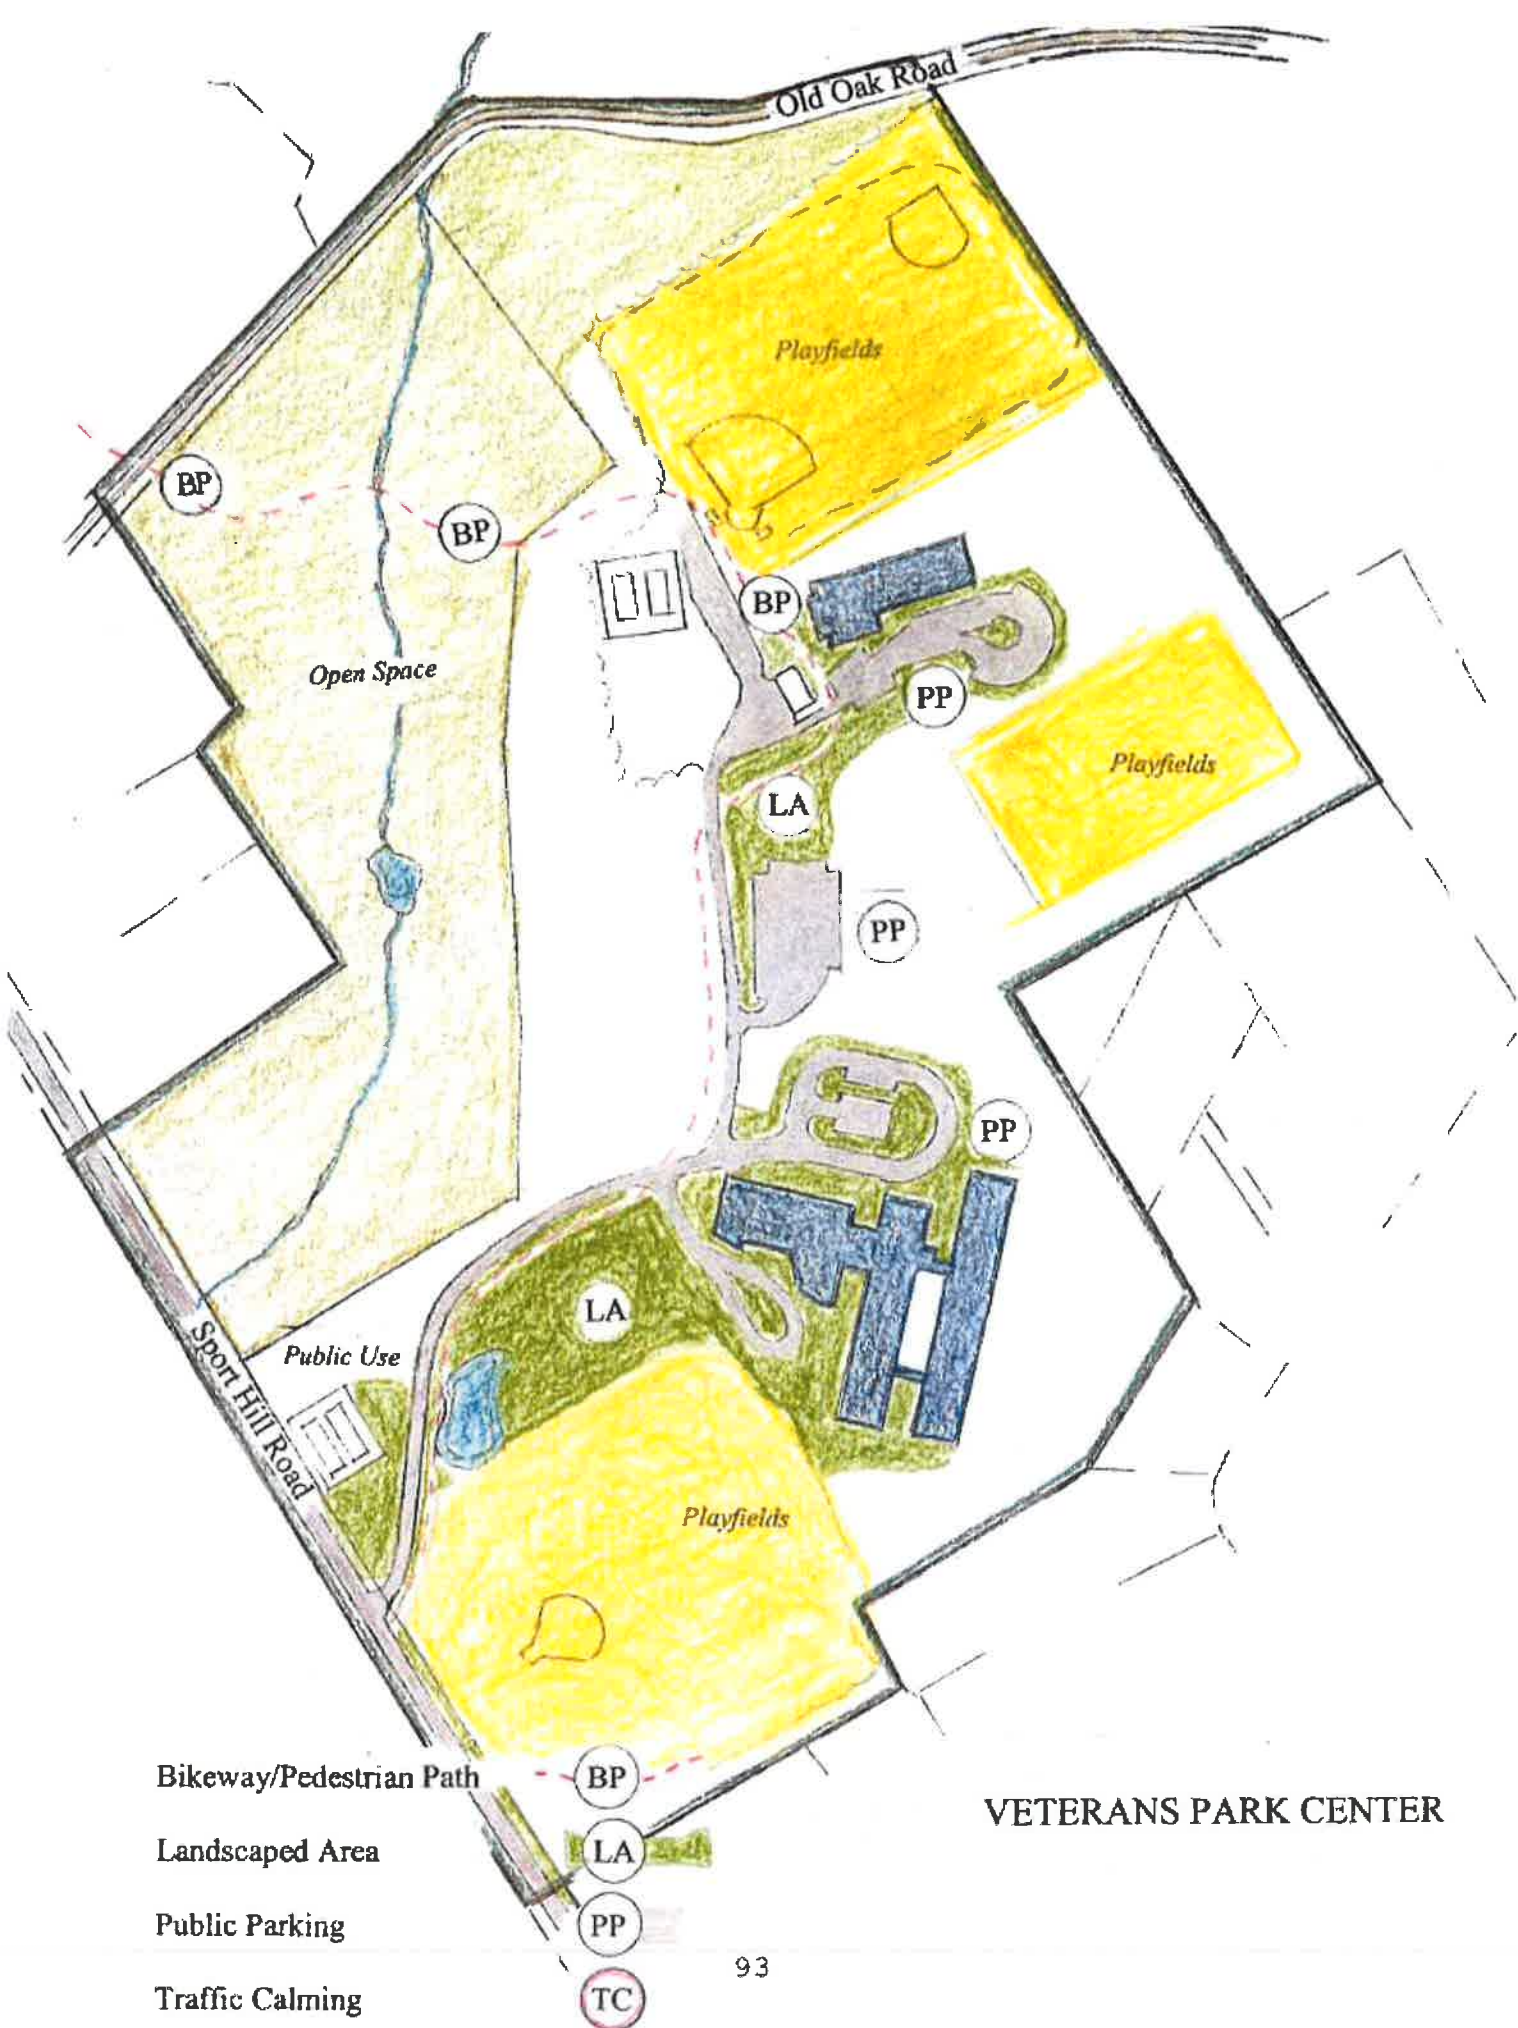 Old Oak Road
Playfields
BP
BP
BP
Open Space
PP
Playfields
LA
PP
PP
LA
Public Use
Sport Hill Road
Playfields
Bikeway/Pedestrian Path BP
VETERANS PARK CENTER
Landscaped Area LA
Public Parking PP
93
Traffic Calming TC